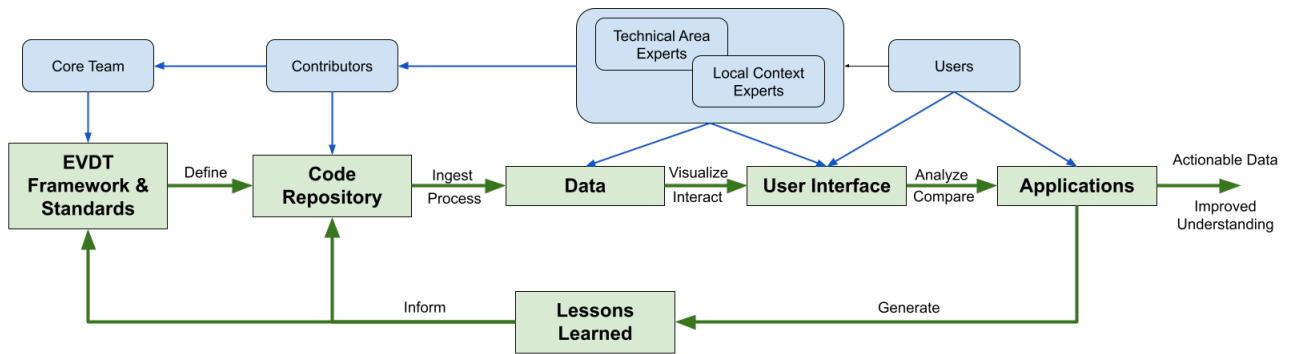 Core Team
Contributors
Technical Area
Experts
Local Context
Experts
Users
EVDT
Framework &
Standards
Define
Code
Repository
Ingest
Process
Data
Visualize
Interact
User Interface
Analyze
Compare
Applications
Actionable Data
Improved
Understanding
Inform
Lessons
Learned
Generate